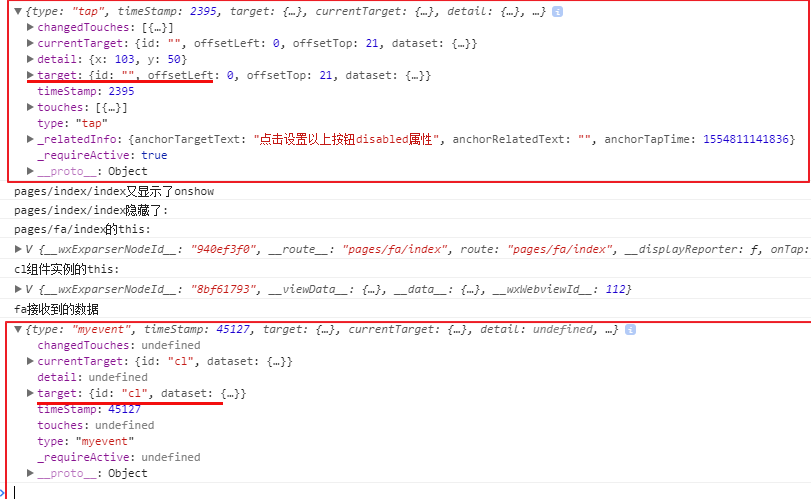 {type: "tap", timeStamp: 2395, target: {…}, currentTarget: {…}, detail: {…}, …} i
changedTouches: [{…}]
currentTarget: {id: "", offsetLeft: 0, offsetTop: 21, dataset: {…}}
detail: {x: 103, y: 50}
target: {id: "", offsetLeft: 0, offsetTop: 21, dataset: {…}}
timeStamp: 2395
touches: [{…}]
type: "tap"
_relatedInfo: {anchorTargetText: "点击设置以上按钮disabled属性", anchorRelatedText: "", anchorTapTime: 1554811141836}
_requireActive: true
__proto__: Object
pages/index/index又显示了onshow
pages/index/index隐藏了:
pages/fa/index的this:
V {__wxExparserNodeId__: "940ef3f0", __route__: "pages/fa/index", route: "pages/fa/index", __displayReporter: ƒ, onTap:
cl组件实例的this:
V {__wxExparserNodeId__: "8bf61793", __viewData__: {…}, __data__: {…}, __wxWebviewId__: 112}
fa接收到的数据
{type: "myevent", timeStamp: 45127, target: {…}, currentTarget: {…}, detail: undefined, …} i
changedTouches: undefined
currentTarget: {id: "cl", dataset: {…}}
detail: undefined
target: {id: "cl", dataset: {…}}
timeStamp: 45127
touches: undefined
type: "myevent"
_requireActive: undefined
__proto__: Object